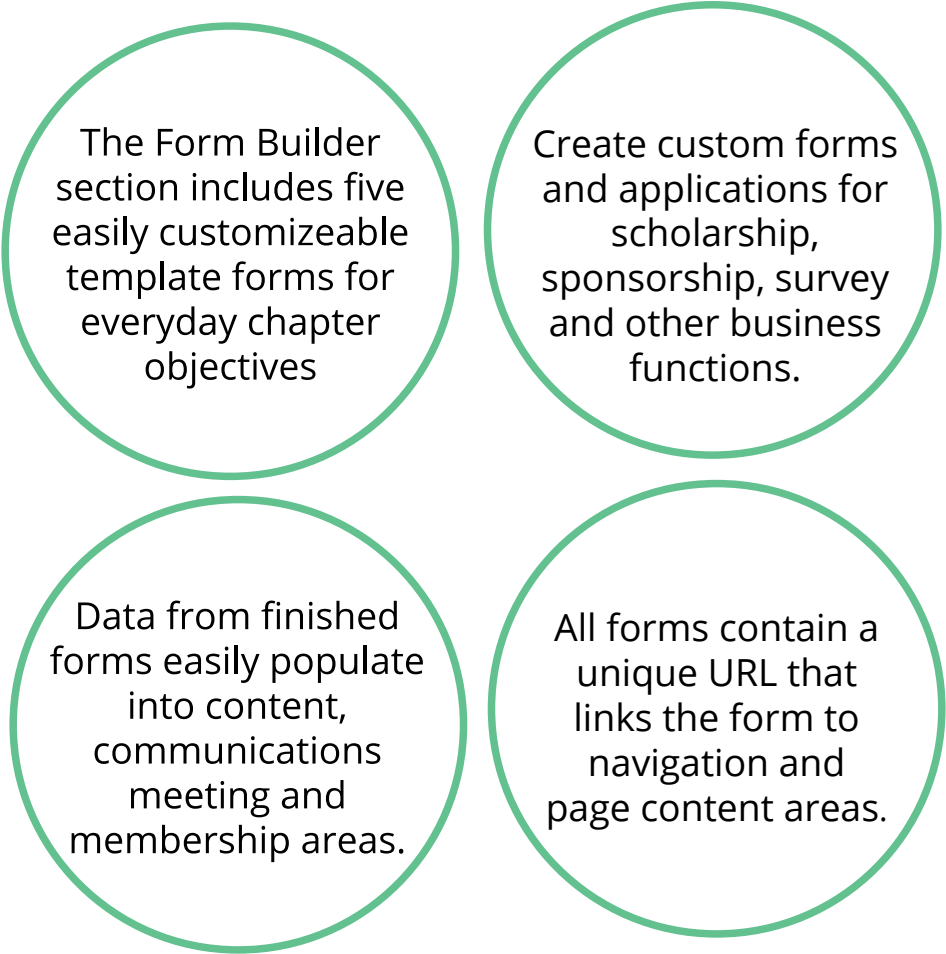 The Form Builder
section includes five
easily customizeable
template forms for
everyday chapter
objectives
Create custom forms
and applications for
scholarship,
sponsorship, survey
and other business
functions.
Data from finished
forms easily populate
into content,
communications
meeting and
membership areas.
All forms contain a
unique URL that
links the form to
navigation and
page content areas.